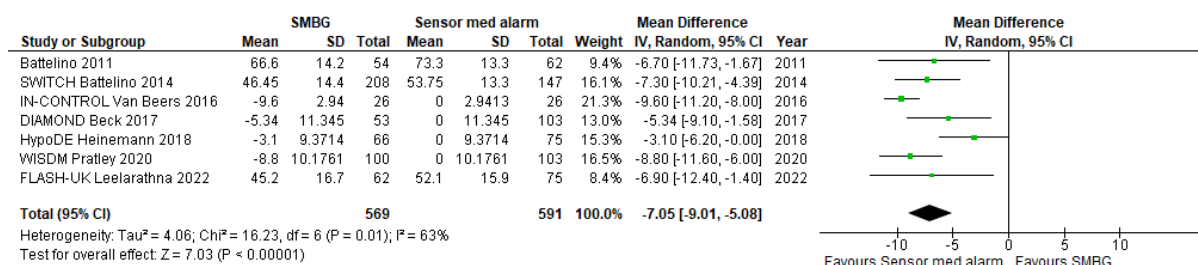 SMBG Sensor med alarm Mean Difference Mean Difference
Study or Subgroup Mean SD Total Mean SD Total Weight IV, Random, 95% CI Year IV, Random, 95% CI
Battelino 2011 66.6 14.2 54 73.3 13.3 62 9.4% -6.70 [-11.73, -1.67] 2011
SWITCH Battelino 2014 46.45 14.4 208 53.75 13.3 147 16.1% -7.30 [-10.21, -4.39] 2014
IN-CONTROL Van Beers 2016 -9.6 2.94 26 0 2.9413 26 21.3% -9.60 [-11.20, -8.00] 2016
DIAMOND Beck 2017 -5.34 11.345 53 0 11.345 103 13.0% -5.34 [-9.10, -1.58] 2017
HypoDE Heinemann 2018 -3.1 9.3714 66 0 9.3714 75 15.3% -3.10 [-6.20, -0.00] 2018
WISDM Pratley 2020 -8.8 10.1761 100 0 10.1761 103 16.5% -8.80 [-11.60, -6.00] 2020
FLASH-UK Leelarathna 2022 45.2 16.7 62 52.1 15.9 75 8.4% -6.90 [-12.40, -1.40] 2022
Total (95% CI) 569 591 100.0% -7.05 [-9.01, -5.08]
Heterogeneity: Tau² = 4.06; Chi² = 16.23, df = 6 (P = 0.01); I² = 63%
Test for overall effect: Z = 7.03 (P < 0.00001)
-10 -5 0 5 10
Favours Sensor med alarm Favours SMBG